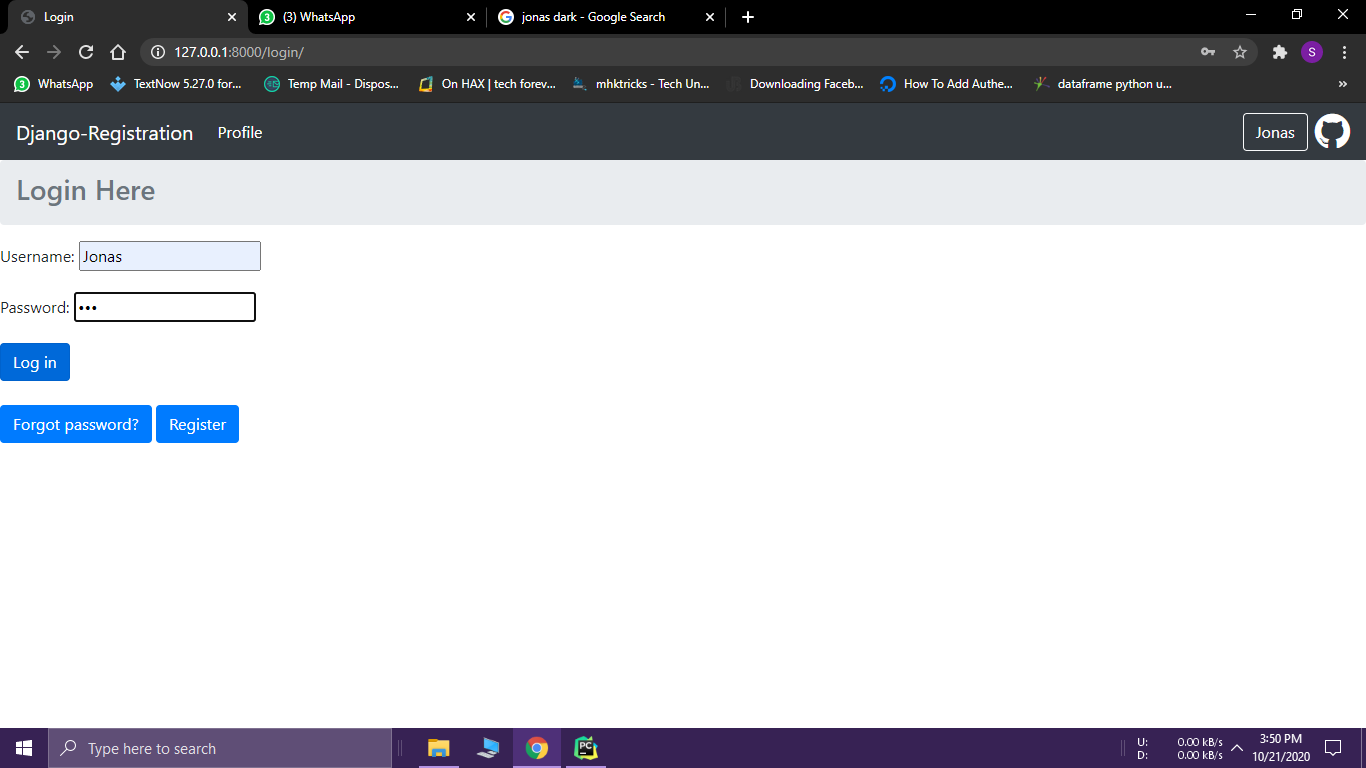 Login
(3) WhatsApp
jonas dark - Google Search
127.0.0.1:8000/login/
S
3 WhatsApp
TextNow 5.27.0 for...
Temp Mail - Dispos...
On HAX | tech forev...
mhktricks - Tech Un...
Downloading Faceb...
How To Add Authe...
dataframe python u...
»
Django-Registration
Profile
Jonas
Login Here
Username: Jonas
Password: •••
Log in
Forgot password? Register
Type here to search
PC
U: 0.00 kB/s
D: 0.00 kB/s
3:50 PM
10/21/2020